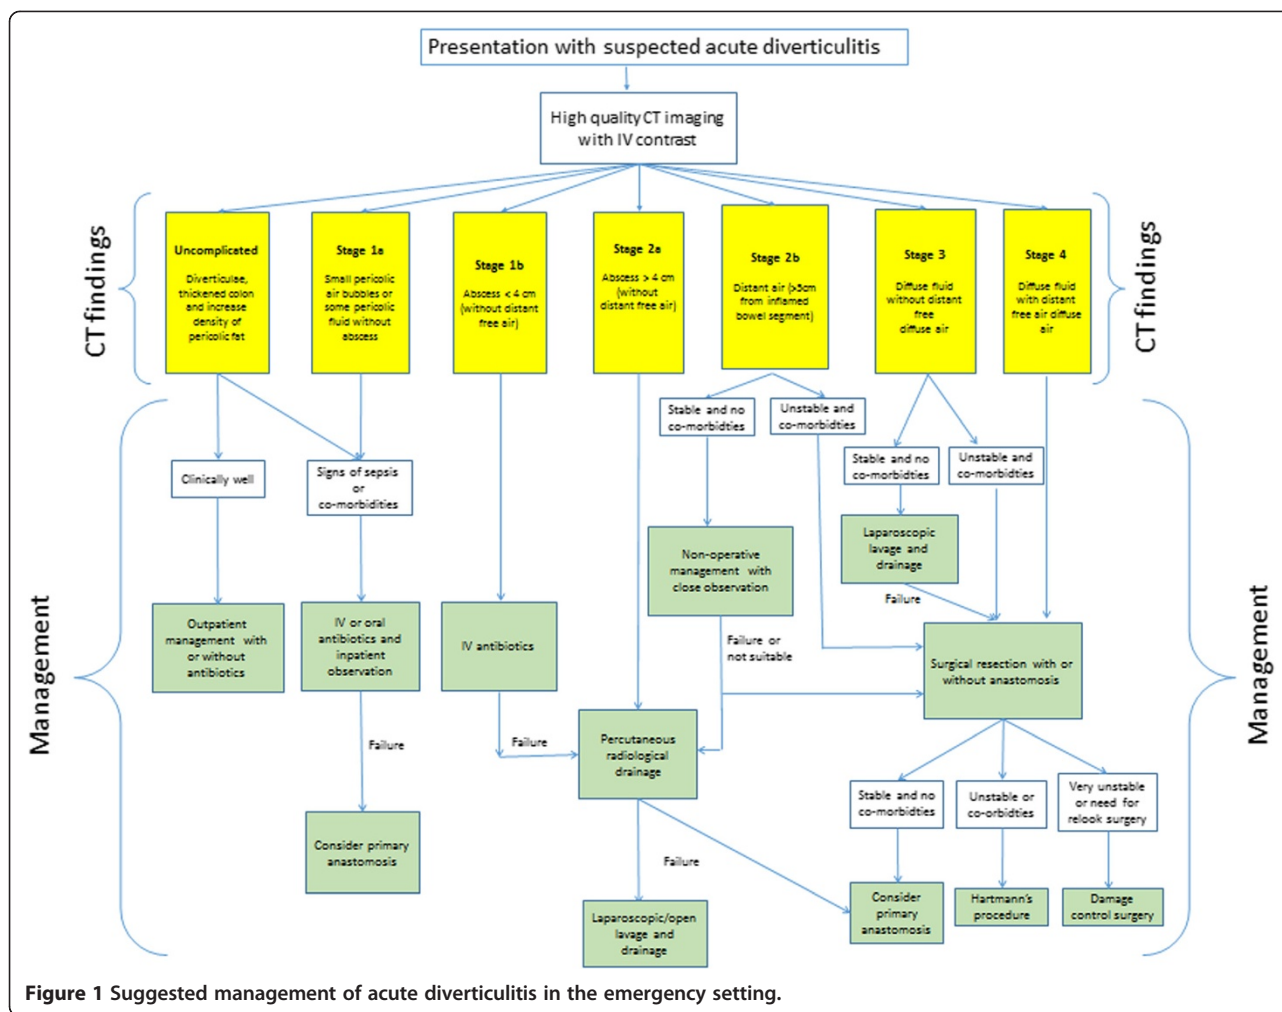 Presentation with suspected acute diverticulitis
High quality CT imaging
with IV contrast
CT findings
Uncomplicated
Diverticulae,
thickened colon
and increase
density of
pericolic fat
Stage 1a
Small pericolic
air bubbles or
some pericolic
fluid without
abscess
Stage 1b
Abscess < 4 cm
(without distant
free air)
Stage 2a
Abscess > 4 cm
(without
distant free air)
Stage 2b
Distant air (>5cm
from inflamed
bowel segment)
Stage 3
Diffuse fluid
without distant
free
diffuse air
Stage 4
Diffuse fluid
with distant
free air diffuse
air
CT findings
Management
Clinically well
Signs of sepsis
or
co-morbidities
Stable and no
co-morbidties
Unstable and
co-morbidties
Stable and no
co-morbidties
Unstable and
co-morbidties
Laparoscopic
lavage and
drainage
Failure
Non-operative
management with
close observation
Failure or
not suitable
Outpatient
management with
or without
antibiotics
IV or oral
antibiotics and
inpatient
observation
IV antibiotics
Surgical resection with or
without anastomosis
Failure
Failure
Percutaneous
radiological
drainage
Stable and no
co-morbidties
Unstable or
co-orbidties
Very unstable
or need for
relook surgery
Consider primary
anastomosis
Failure
Laparoscopic/open
lavage and
drainage
Consider
primary
anastomosis
Hartmann's
procedure
Damage
control surgery
Management
Figure 1 Suggested management of acute diverticulitis in the emergency setting.